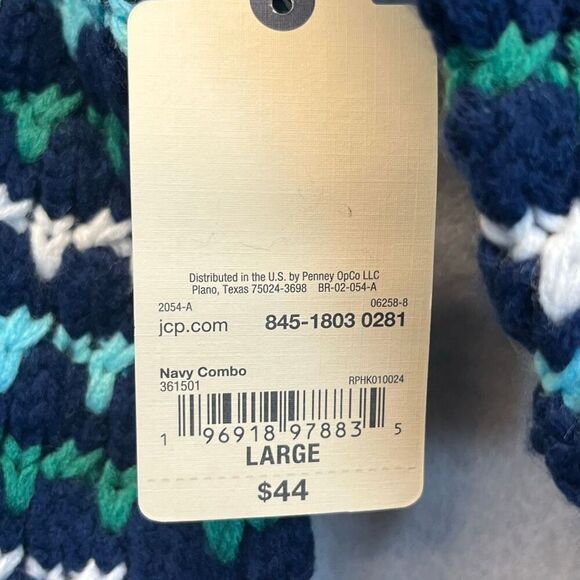 Distributed in the U.S. by Penney OpCo LLC
Plano, Texas 75024-3698 BR-02-054-A
2054-A 06258-8
jcp.com 845-1803 0281
Navy Combo
361501 RPHK010024
1 96918 97883 5
LARGE
$44